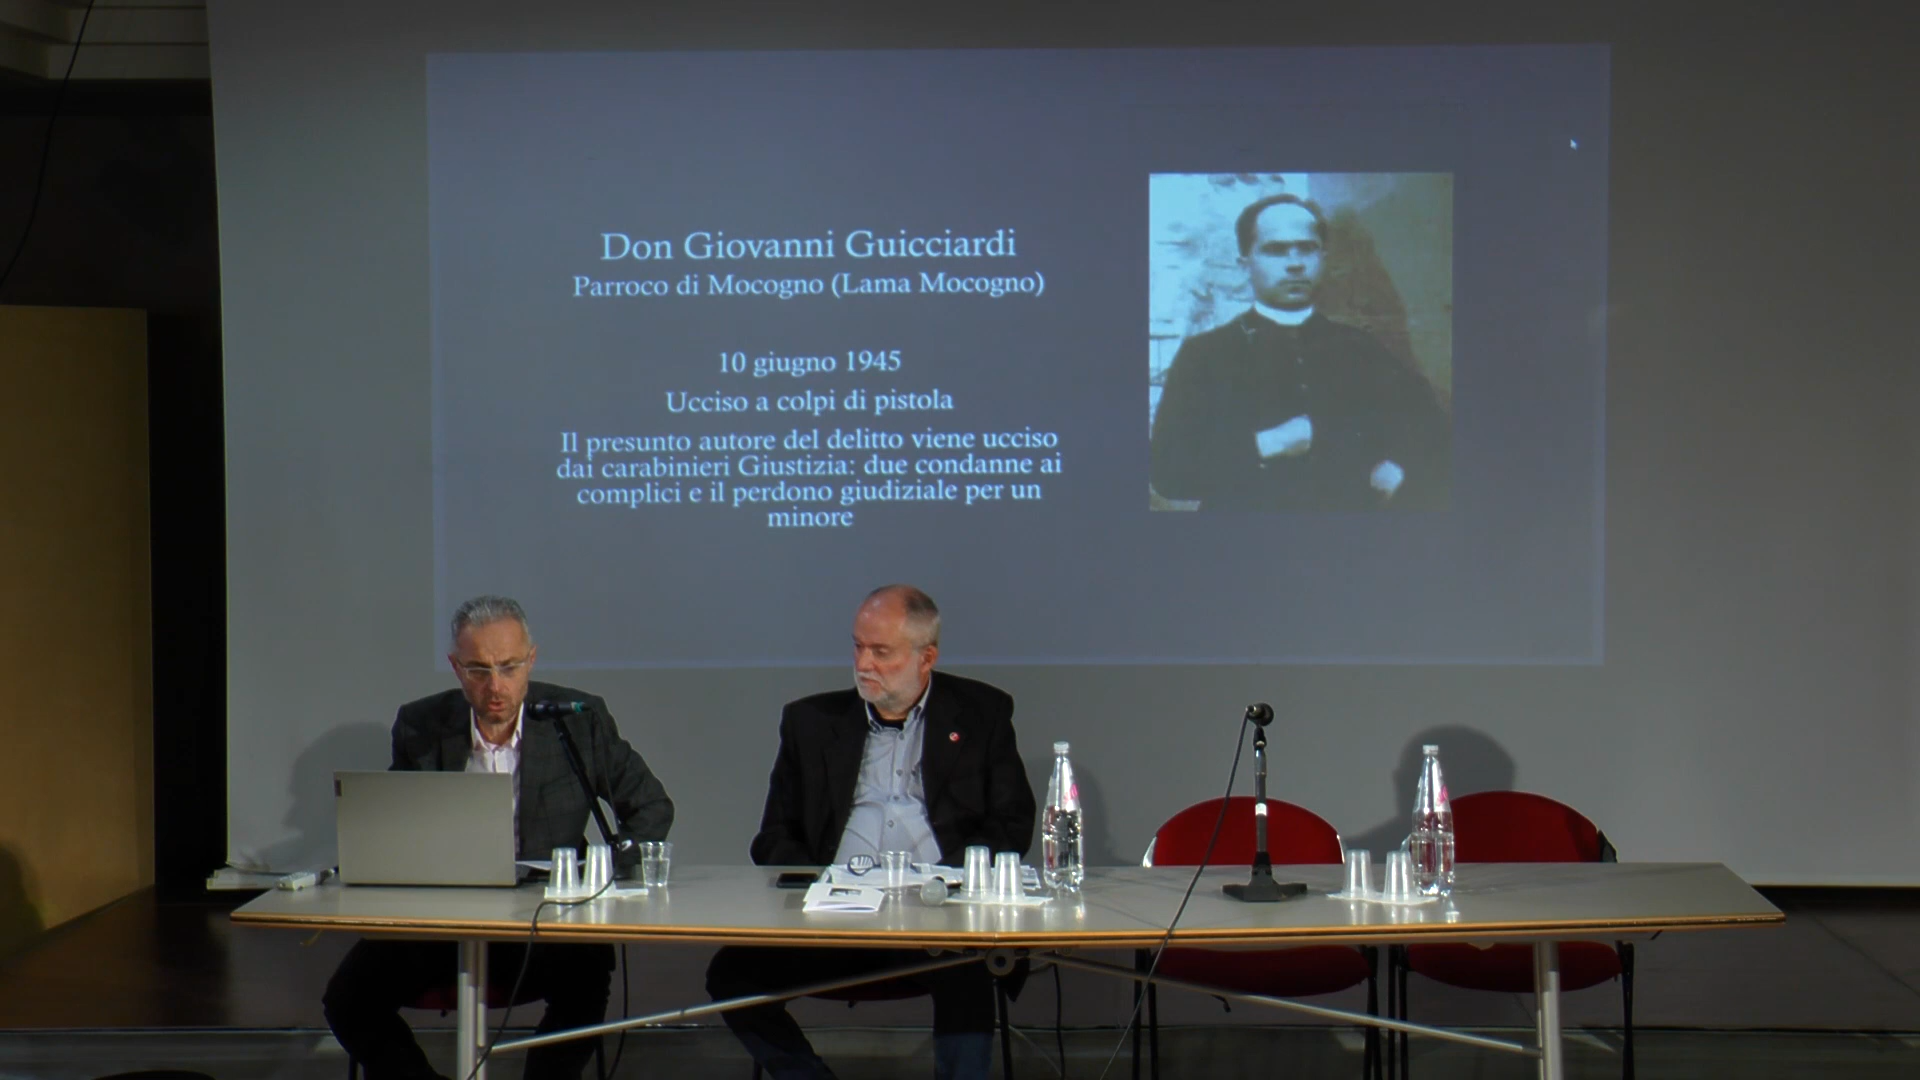 Don Giovanni Guicciardi
Parroco di Mocogno (Lama Mocogno)
10 giugno 1945
Ucciso a colpi di pistola
Il presunto autore del delitto viene ucciso
dai carabinieri Giustizia: due condanne ai
complici e il perdono giudiziale per un
minore